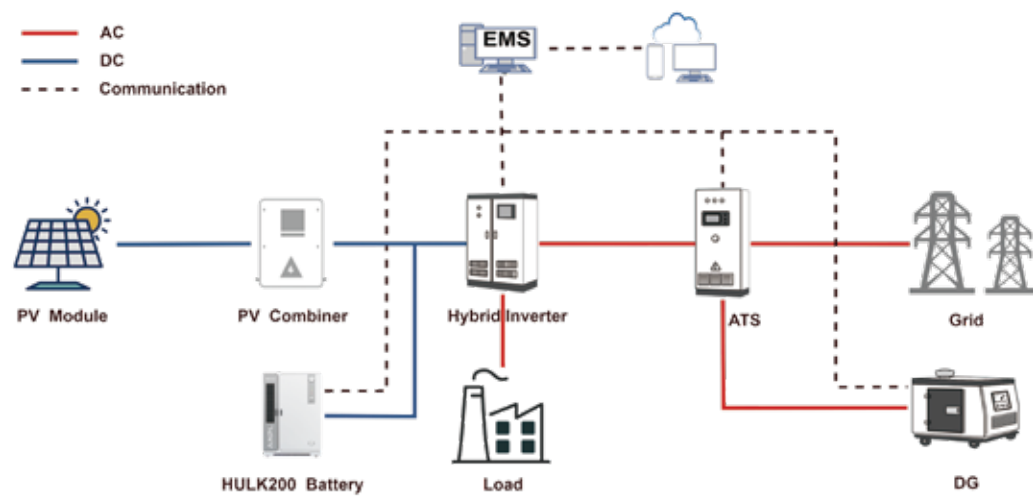 AC
DC
Communication
EMS
PV Module
PV Combiner
Hybrid Inverter
ATS
Grid
HULK200 Battery
Load
DG